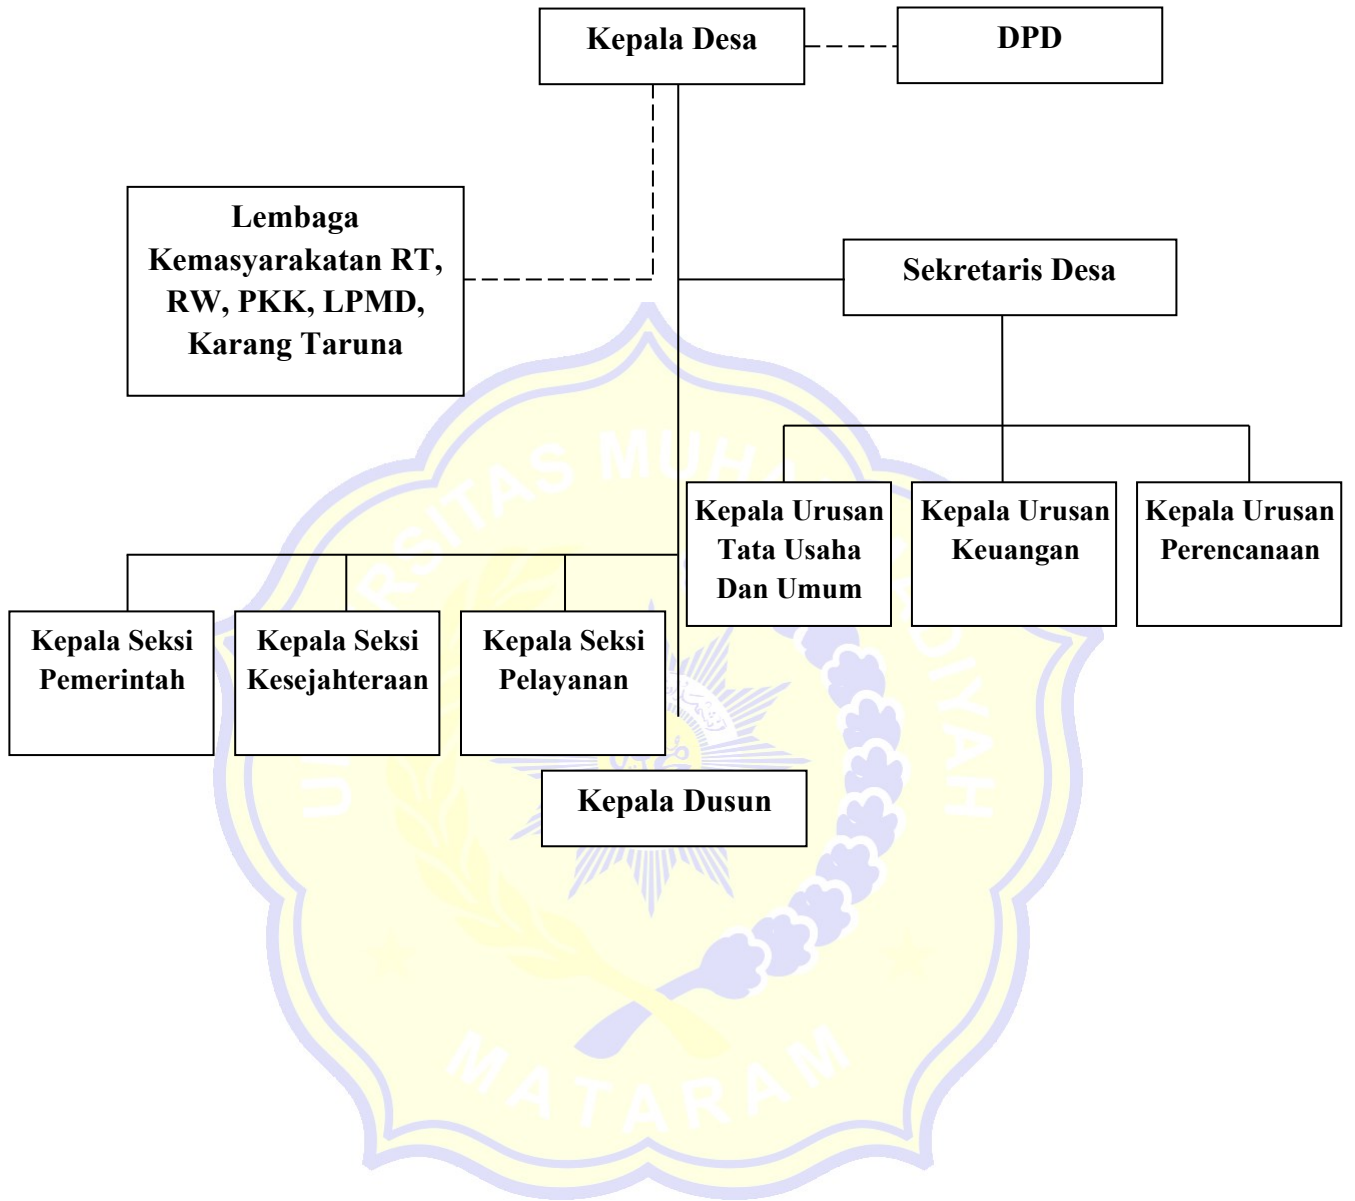 Kepala Desa
DPD
Lembaga
Kemasyarakatan RT,
RW, PKK, LPMD,
Karang Taruna
Sekretaris Desa
Kepala Urusan
Tata Usaha
Dan Umum
Kepala Urusan
Keuangan
Kepala Urusan
Perencanaan
Kepala Seksi
Pemerintah
Kepala Seksi
Kesejahteraan
Kepala Seksi
Pelayanan
Kepala Dusun
MATARAM